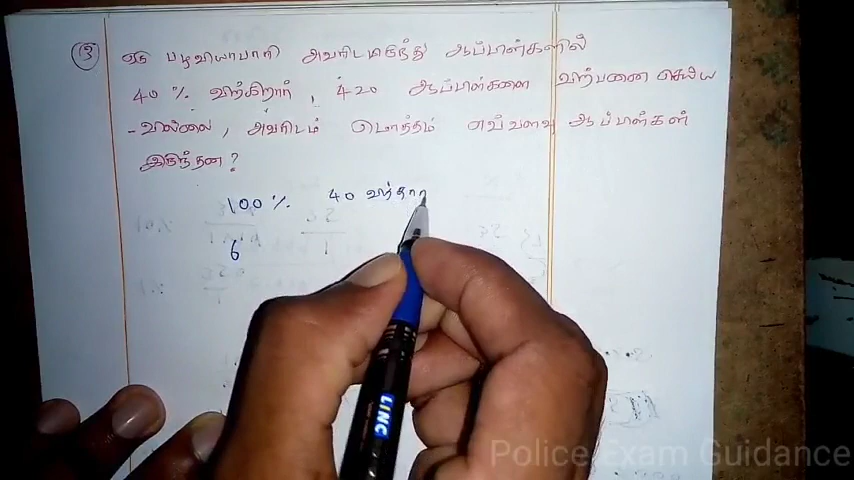 ③ ஒரு பழவியாபாரி அவரிடமிருந்து ஆப்பிள்களில்
40 % விற்கிறார், 420 ஆப்பிள்களை விற்பனை செய்ய
-வில்லை, அவரிடம் மொத்தம் எவ்வளவு ஆப்பிள்கள்
இருந்தன?
100 % 40 விற்றார
6
LINC
Police Exam Guidance